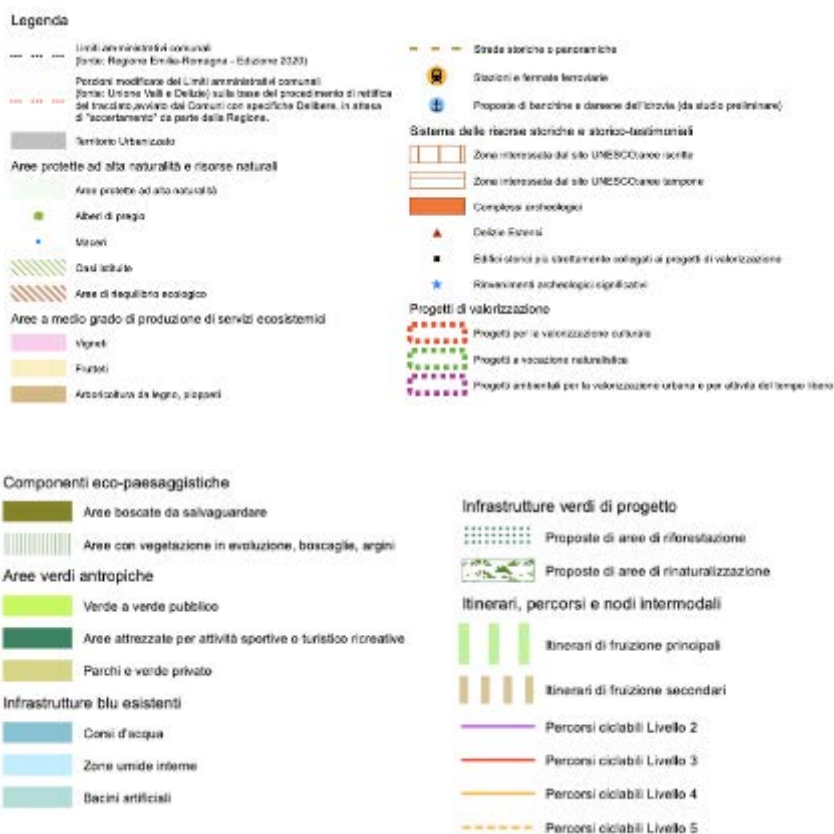 Legenda
Limiti amministrativi comunali
(fonte: Regione Emilia-Romagna - Edizione 2020)
Porzioni modificate dei Limiti amministrativi comunali
(fonte: Unione Valli e Delizie) sulla base del procedimento di rettifica
del tracciato,avviato dai Comuni con specifiche Delibere, in attesa
di "accertamento" da parte della Regione.
Territorio Urbanizzato
Aree protette ad alta naturalità e risorse naturali
Aree protette ad alta naturalità
Alberi di pregio
Maceri
Oasi istituite
Aree di riequilibrio ecologico
Aree a medio grado di produzione di servizi ecosistemici
Vigneti
Frutteti
Arboricoltura da legno, pioppeti
Strade storiche o panoramiche
Stazioni e fermate ferroviarie
Proposte di banchine e darsene dell'idrovia (da studio preliminare)
Sistema delle risorse storiche e storico-testimoniali
Zona interessata dal sito UNESCO:aree iscritte
Zona interessata dal sito UNESCO:aree tampone
Complessi archeologici
Delizie Estensi
Edifici storici più strettamente collegati ai progetti di valorizzazione
Rinvenimenti archeologici significativi
Progetti di valorizzazione
Progetti per la valorizzazione culturale
Progetti a vocazione naturalistica
Progetti ambientali per la valorizzazione urbana e per attività del tempo libero
Componenti eco-paesaggistiche
Aree boscate da salvaguardare
Aree con vegetazione in evoluzione, boscaglie, argini
Aree verdi antropiche
Verde a verde pubblico
Aree attrezzate per attività sportive o turistico ricreative
Parchi e verde privato
Infrastrutture blu esistenti
Corsi d'acqua
Zone umide interne
Bacini artificiali
Infrastrutture verdi di progetto
Proposte di aree di riforestazione
Proposte di aree di rinaturalizzazione
Itinerari, percorsi e nodi intermodali
Itinerari di fruizione principali
Itinerari di fruizione secondari
Percorsi ciclabili Livello 2
Percorsi ciclabili Livello 3
Percorsi ciclabili Livello 4
Percorsi ciclabili Livello 5